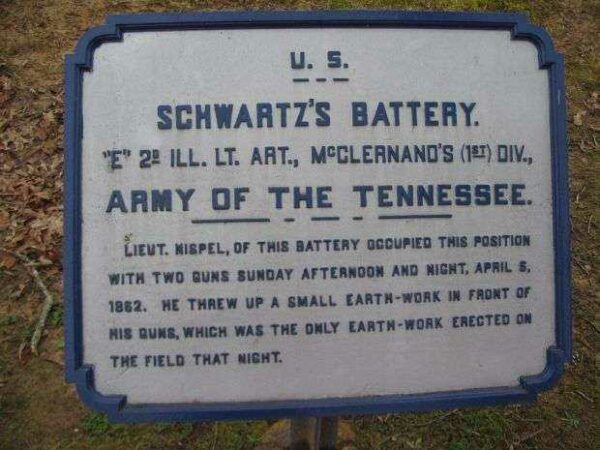 U. S.
SCHWARTZ'S BATTERY.
"E" 2D ILL. LT. ART., McCLERNAND'S (1ST) DIV.,
ARMY OF THE TENNESSEE.
LIEUT. NISPEL, OF THIS BATTERY OCCUPIED THIS POSITION
WITH TWO GUNS SUNDAY AFTERNOON AND NIGHT, APRIL 6,
1862. HE THREW UP A SMALL EARTH-WORK IN FRONT OF
HIS GUNS, WHICH WAS THE ONLY EARTH-WORK ERECTED ON
THE FIELD THAT NIGHT.